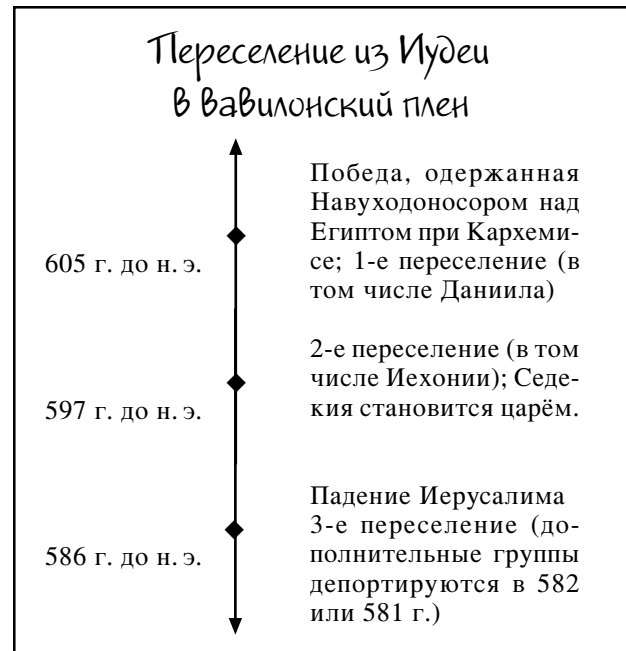 Переселение из Иудеи
в вавилонский плен
605 г. до н. э.
Победа, одержанная
Навуходоносором над
Египтом при Кархеми-
се; 1-е переселение (в
том числе Даниила)
597 г. до н. э.
2-е переселение (в том
числе Иехонии); Седе-
кия становится царём.
586 г. до н. э.
Падение Иерусалима
3-е переселение (до-
полнительные группы
депортируются в 582
или 581 г.)